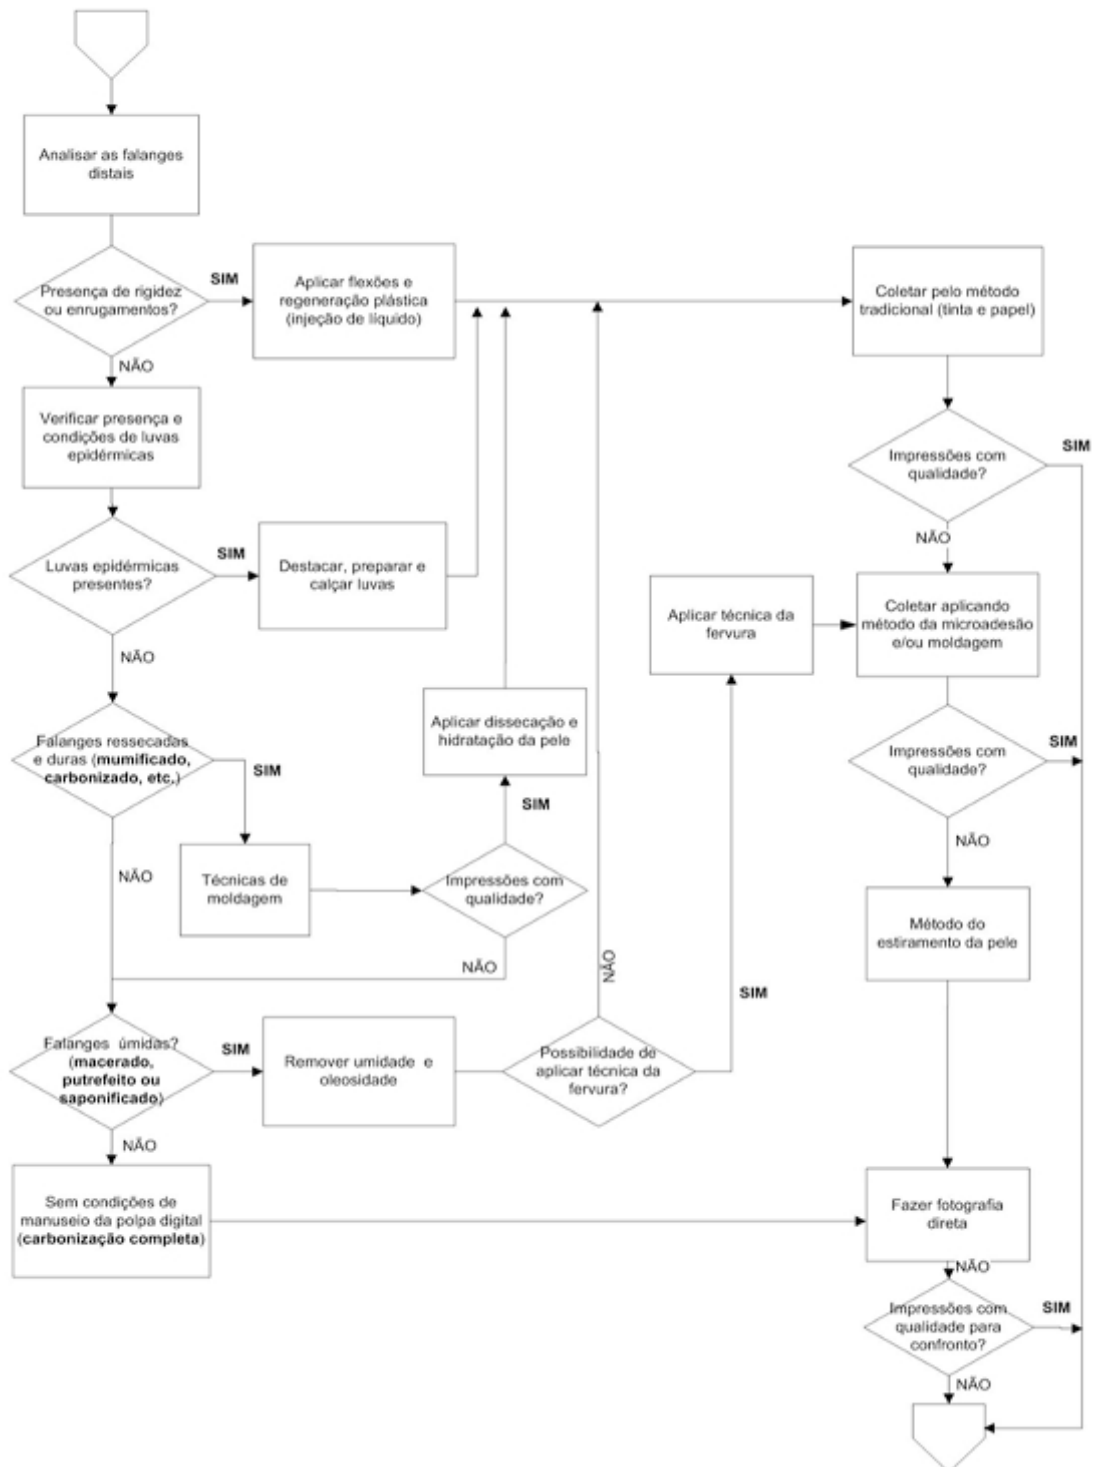 Analisar as falanges
distais
Presença de rigidez
ou enrugamentos?
SIM
Aplicar flexões e
regeneração plástica
(injeção de líquido)
Coletar pelo método
tradicional (tinta e papel)
NÃO
Verificar presença e
condições de luvas
epidérmicas
Impressões com
qualidade?
SIM
NÃO
Luvas epidérmicas
presentes?
SIM
Destacar, preparar e
calçar luvas
Aplicar técnica da
fervura
Coletar aplicando
método da microadesão
e/ou moldagem
NÃO
Falanges ressecadas
e duras (mumificado,
carbonizado, etc.)
SIM
Aplicar dissecação e
hidratação da pele
Impressões com
qualidade?
SIM
NÃO
SIM
NÃO
Técnicas de
moldagem
Impressões com
qualidade?
NÃO
Método do
estiramento da pele
NÃO
SIM
Falanges úmidas?
(macerado,
putrefeito ou
saponificado)
SIM
Remover umidade e
oleosidade
Possibilidade de
aplicar técnica da
fervura?
NÃO
Sem condições de
manuseio da polpa digital
(carbonização completa)
Fazer fotografia
direta
NÃO
Impressões com
qualidade para
confronto?
SIM
NÃO